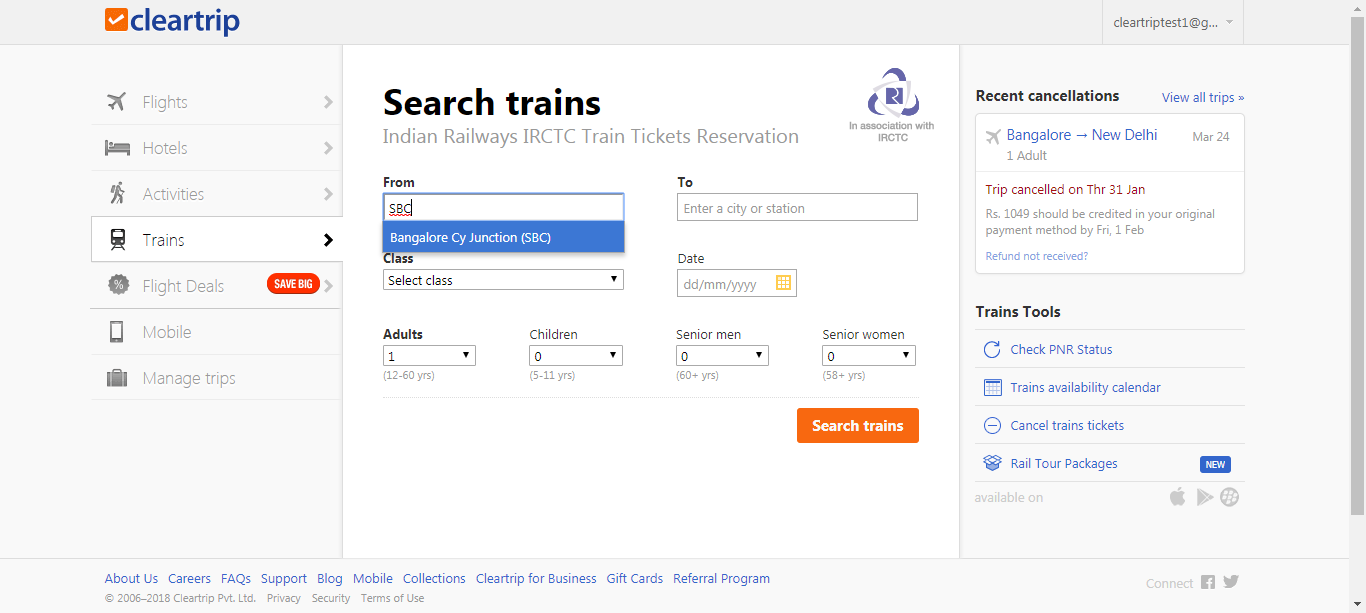 cleartrip
cleartriptest1@g...
Flights
Hotels
Activities
Trains
Flight Deals SAVE BIG
Mobile
Manage trips
Search trains
Indian Railways IRCTC Train Tickets Reservation
In association with
IRCTC
From
SBC
Bangalore Cy Junction (SBC)
To
Enter a city or station
Class
Select class
Date
dd/mm/yyyy
Adults
1
(12-60 yrs)
Children
0
(5-11 yrs)
Senior men
0
(60+ yrs)
Senior women
0
(58+ yrs)
Search trains
Recent cancellations View all trips »
Bangalore → New Delhi Mar 24
1 Adult
Trip cancelled on Thr 31 Jan
Rs. 1049 should be credited in your original
payment method by Fri, 1 Feb
Refund not received?
Trains Tools
Check PNR Status
Trains availability calendar
Cancel trains tickets
Rail Tour Packages NEW
available on
About Us Careers FAQs Support Blog Mobile Collections Cleartrip for Business Gift Cards Referral Program
© 2006–2018 Cleartrip Pvt. Ltd. Privacy Security Terms of Use
Connect